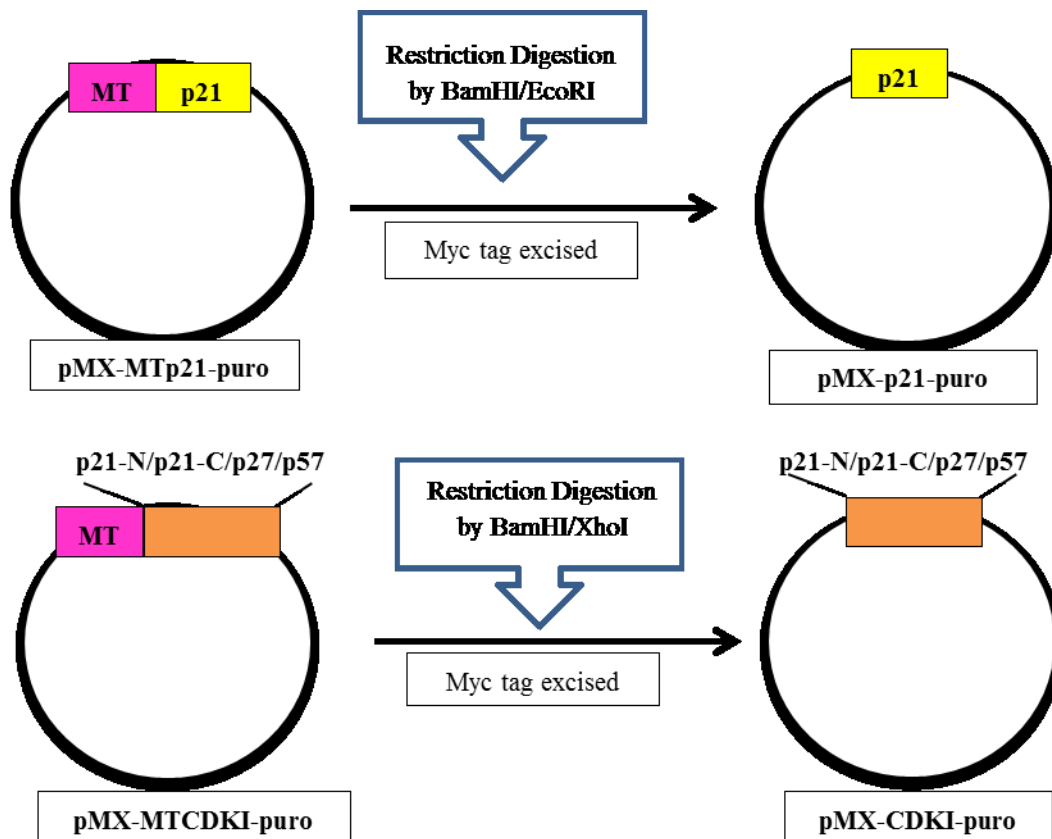 MT p21
Restriction Digestion
by BamHI/EcoRI
Myc tag excised
p21
pMX-MTp21-puro
pMX-p21-puro
p21-N/p21-C/p27/p57
MT
Restriction Digestion
by BamHI/XhoI
Myc tag excised
p21-N/p21-C/p27/p57
pMX-MTCDKI-puro
pMX-CDKI-puro